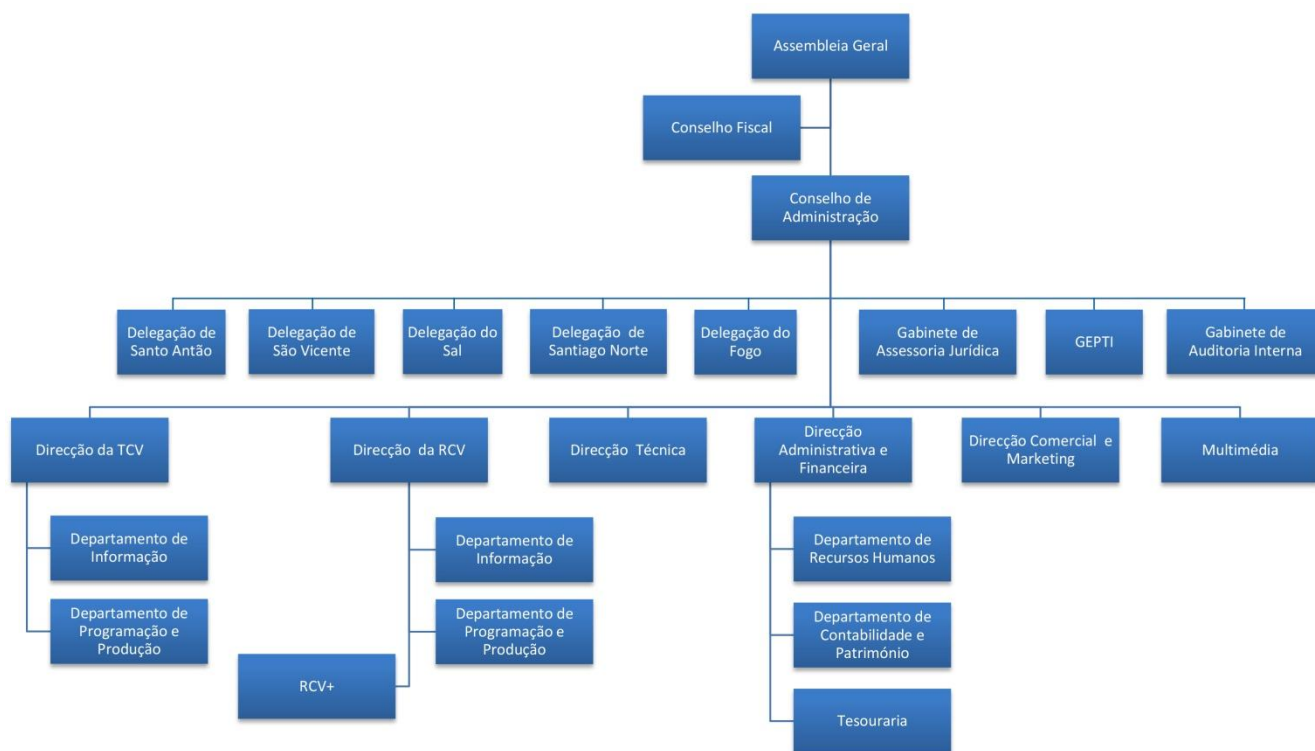 Assembleia Geral
Conselho Fiscal
Conselho de
Administração
Delegação de
Santo Antão
Delegação de
São Vicente
Delegação do
Sal
Delegação de
Santiago Norte
Delegação do
Fogo
Gabinete de
Assessoria Jurídica
GEPTI
Gabinete de
Auditoria Interna
Direcção da TCV
Direcção da RCV
Direcção Técnica
Direcção
Administrativa e
Financeira
Direcção Comercial e
Marketing
Multimédia
Departamento de
Informação
Departamento de
Programação e
Produção
Departamento de
Informação
Departamento de
Programação e
Produção
RCV+
Departamento de
Recursos Humanos
Departamento de
Contabilidade e
Património
Tesouraria